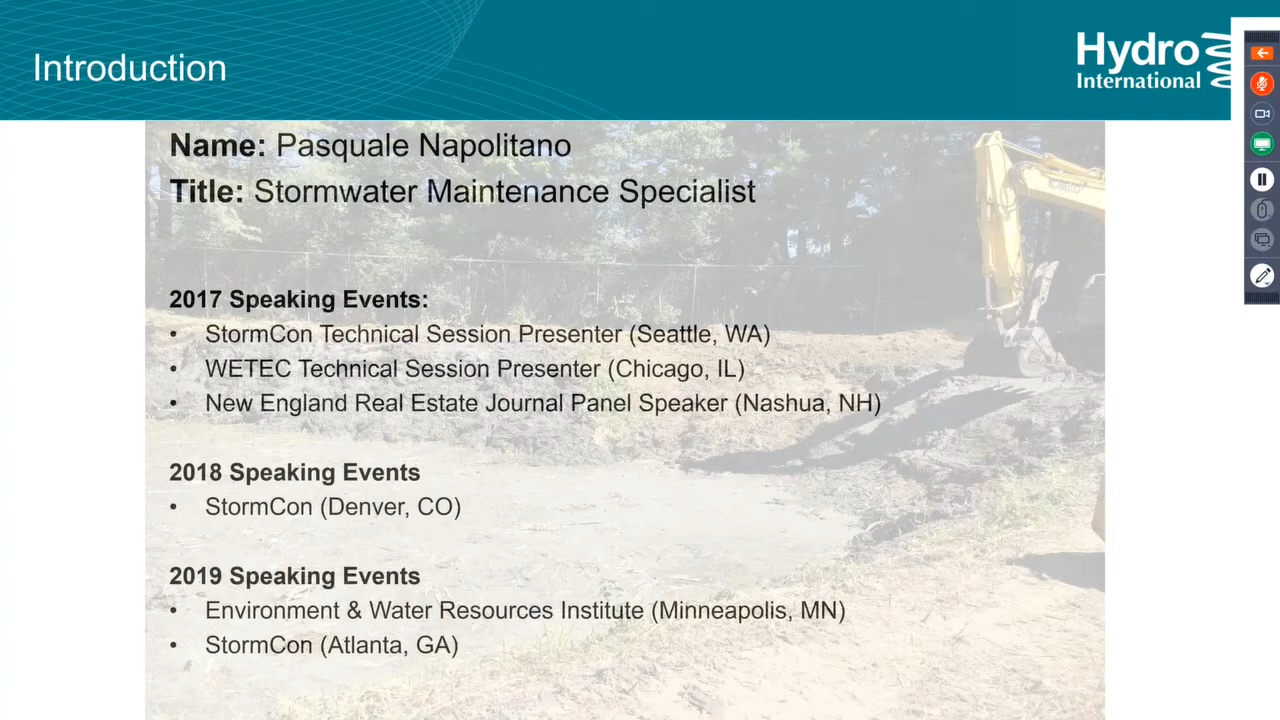 Introduction
Hydro
International
Name: Pasquale Napolitano
Title: Stormwater Maintenance Specialist
2017 Speaking Events:
• StormCon Technical Session Presenter (Seattle, WA)
• WETEC Technical Session Presenter (Chicago, IL)
• New England Real Estate Journal Panel Speaker (Nashua, NH)
2018 Speaking Events
• StormCon (Denver, CO)
2019 Speaking Events
• Environment & Water Resources Institute (Minneapolis, MN)
• StormCon (Atlanta, GA)